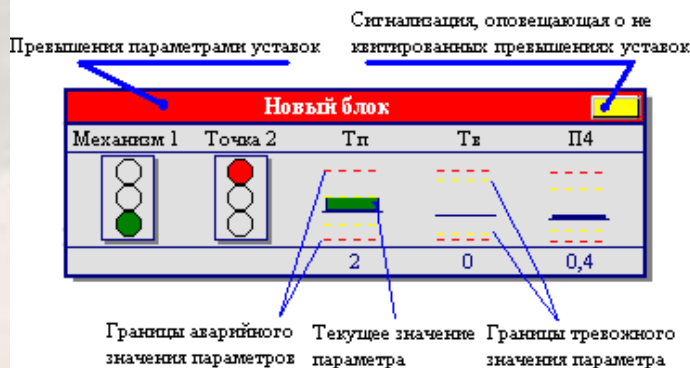 Сигнализация, оповещающая о не
Превышения параметрами уставок
квитированных превышениях уставок
Новый блок
Механизм 1 Точка 2 Тп Тв П4
2 0 0,4
Границы аварийного Текущее значение Границы тревожного
значения параметров параметра значения параметра